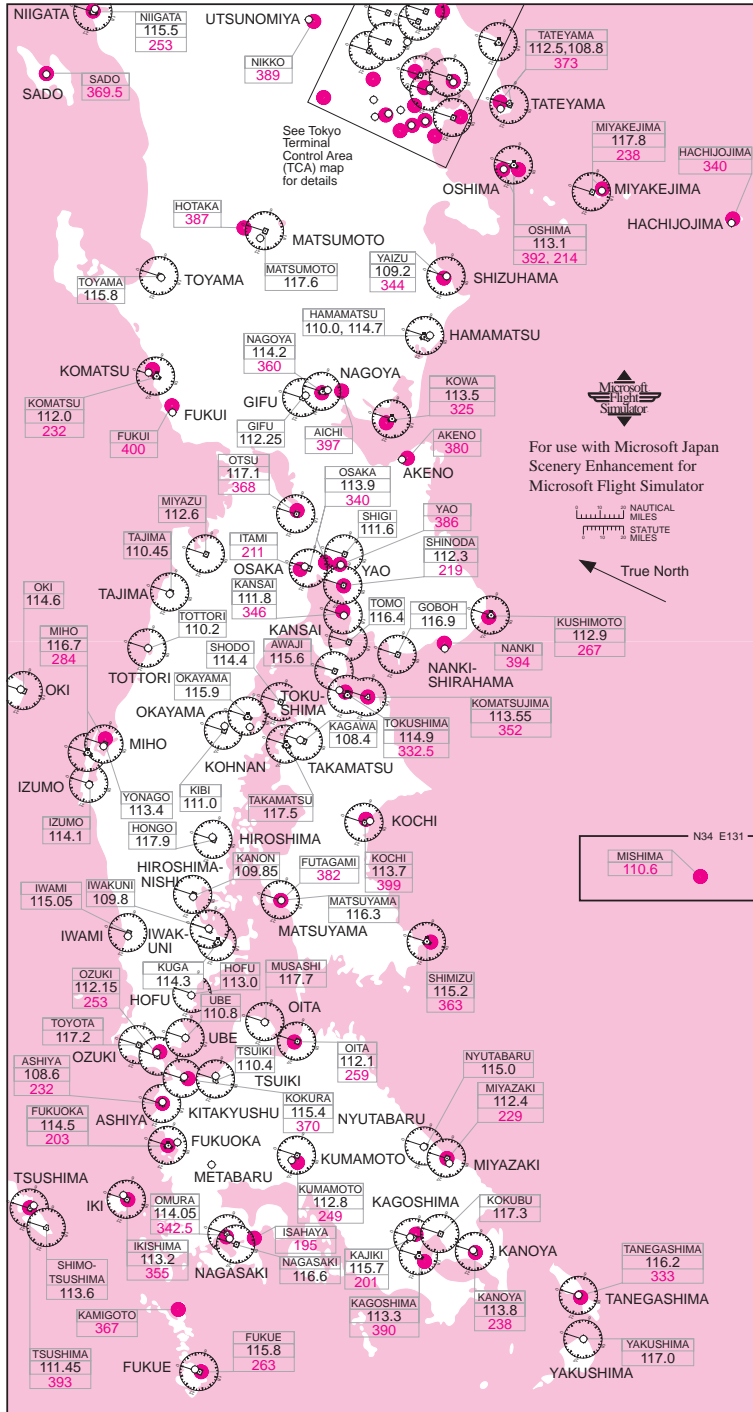 NIIGATA
NIIGATA
115.5
253
UTSUNOMIYA
NIKKO
389
TATEYAMA
112.5,108.8
373
TATEYAMA
SADO
SADO
369.5
See Tokyo
Terminal
Control Area
(TCA) map
for details
MIYAKEJIMA
117.8
238
MIYAKEJIMA
HACHIJOJIMA
340
HACHIJOJIMA
OSHIMA
OSHIMA
113.1
392, 214
HOTAKA
387
MATSUMOTO
MATSUMOTO
117.6
YAIZU
109.2
344
SHIZUHAMA
TOYAMA
TOYAMA
115.8
HAMAMATSU
110.0, 114.7
HAMAMATSU
NAGOYA
114.2
360
NAGOYA
KOMATSU
KOMATSU
112.0
232
GIFU
GIFU
112.25
KOWA
113.5
325
Microsoft
Flight
Simulator
FUKUI
FUKUI
400
AICHI
397
AKENO
380
AKENO
For use with Microsoft Japan
Scenery Enhancement for
Microsoft Flight Simulator
OTSU
117.1
368
OSAKA
113.9
340
MIYAZU
112.6
SHIGI
111.6
YAO
386
0 10 20
NAUTICAL
MILES
0 10 20
STATUTE
MILES
TAJIMA
110.45
ITAMI
211
OSAKA
YAO
SHINODA
112.3
219
True North
OKI
114.6
TAJIMA
KANSAI
111.8
346
TOMO
116.4
GOBOH
116.9
KUSHIMOTO
112.9
267
TOTTORI
110.2
MIHO
116.7
284
KANSAI
SHODO
114.4
AWAJI
115.6
NANKI
394
NANKI-
SHIRAHAMA
TOTTORI
OKI
OKAYAMA
115.9
TOKU-
SHIMA
KOMATSUJIMA
113.55
352
OKAYAMA
KAGAWA
108.4
TOKUSHIMA
114.9
332.5
MIHO
KOHNAN
TAKAMATSU
IZUMO
YONAGO
113.4
KIBI
111.0
TAKAMATSU
117.5
IZUMO
114.1
HONGO
117.9
HIROSHIMA
KOCHI
N34 E131
HIROSHIMA-
NISHI
KANON
109.85
FUTAGAMI
382
KOCHI
113.7
399
MISHIMA
110.6
IWAMI
115.05
IWAKUNI
109.8
MATSUYAMA
116.3
MATSUYAMA
IWAMI
IWAK-
UNI
OZUKI
112.15
253
KUGA
114.3
HOFU
113.0
MUSASHI
117.7
SHIMIZU
115.2
363
HOFU
UBE
110.8
OITA
TOYOTA
117.2
UBE
OZUKI
TSUIKI
110.4
OITA
112.1
259
NYUTABARU
115.0
ASHIYA
108.6
232
TSUIKI
MIYAZAKI
112.4
229
ASHIYA
KITAKYUSHU
KOKURA
115.4
370
FUKUOKA
114.5
203
NYUTABARU
FUKUOKA
METABARU
KUMAMOTO
MIYAZAKI
TSUSHIMA
IKI
KUMAMOTO
112.8
249
OMURA
114.05
342.5
KAGOSHIMA
KOKUBU
117.3
IKISHIMA
113.2
355
ISAHAYA
195
NAGASAKI
NAGASAKI
116.6
KAJIKI
115.7
201
KANOYA
SHIMO-
TSUSHIMA
113.6
TANEGASHIMA
116.2
333
TANEGASHIMA
KAMIGOTO
367
KAGOSHIMA
113.3
390
KANOYA
113.8
238
TSUSHIMA
111.45
393
FUKUE
FUKUE
115.8
263
YAKUSHIMA
117.0
YAKUSHIMA